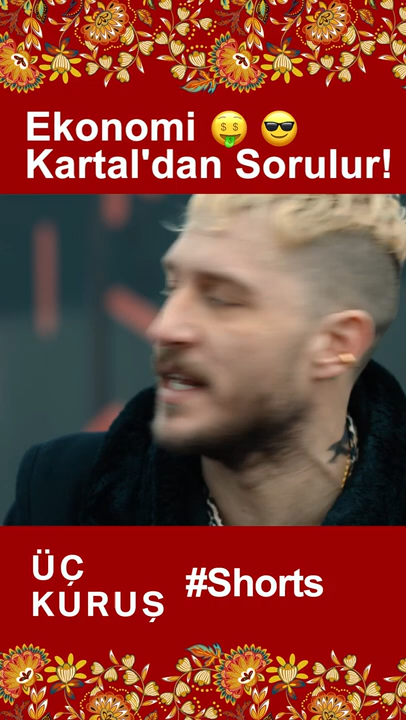 Ekonomi 🤑 😎
Kartal'dan Sorulur!
ÜÇ
KURUŞ
#Shorts